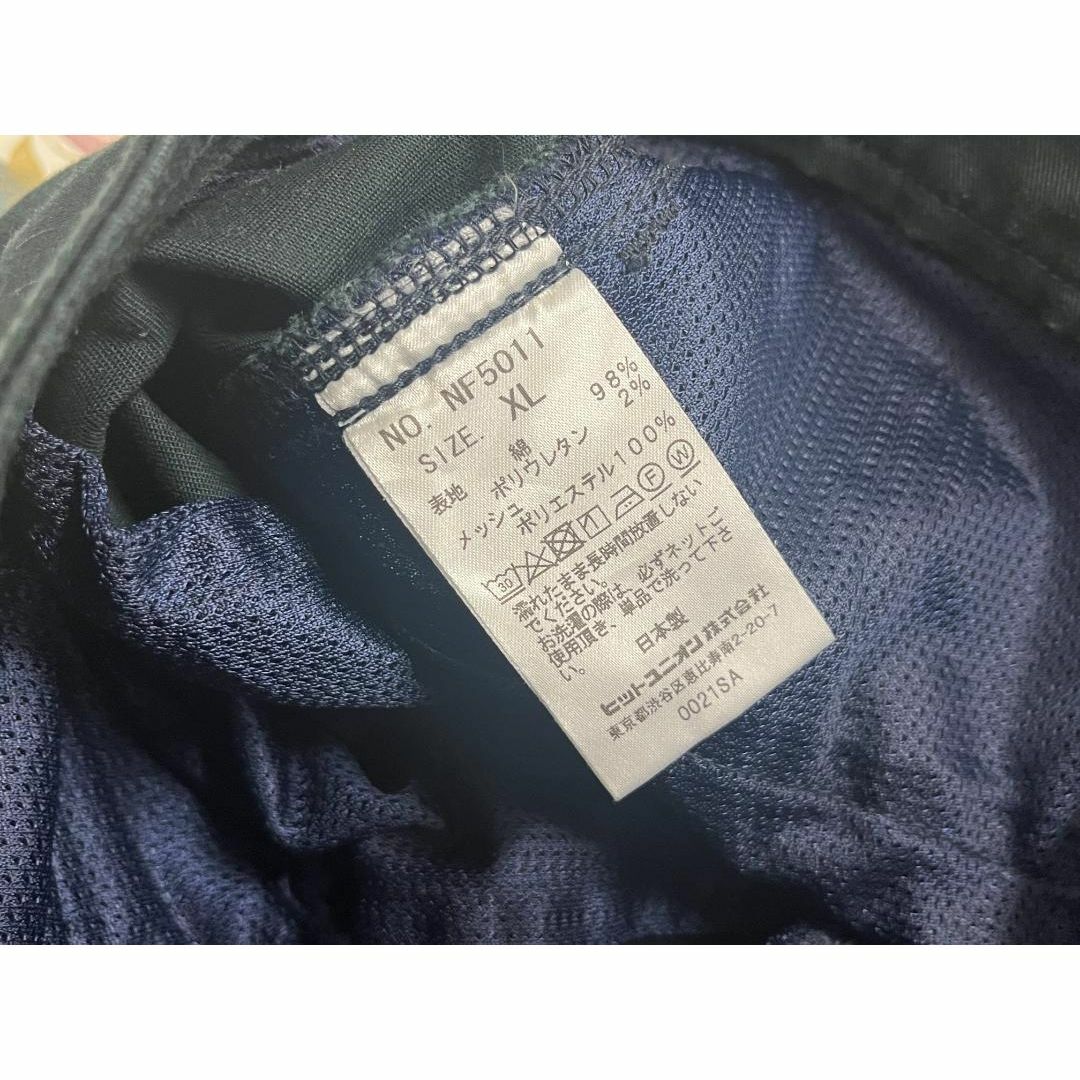 NO. NF5011
SIZE. XL
表地 綿 98%
ポリウレタン 2%
メッシュ
ポリエステル100%
30 F W
濡れたまま長時間放置しない
でください。
お洗濯の際は、必ずネットご
使用頂き、単品で洗って下さ
い。
日本製
ヒットユニオン株式会社
東京都渋谷区恵比寿南2-20-7
0021SA